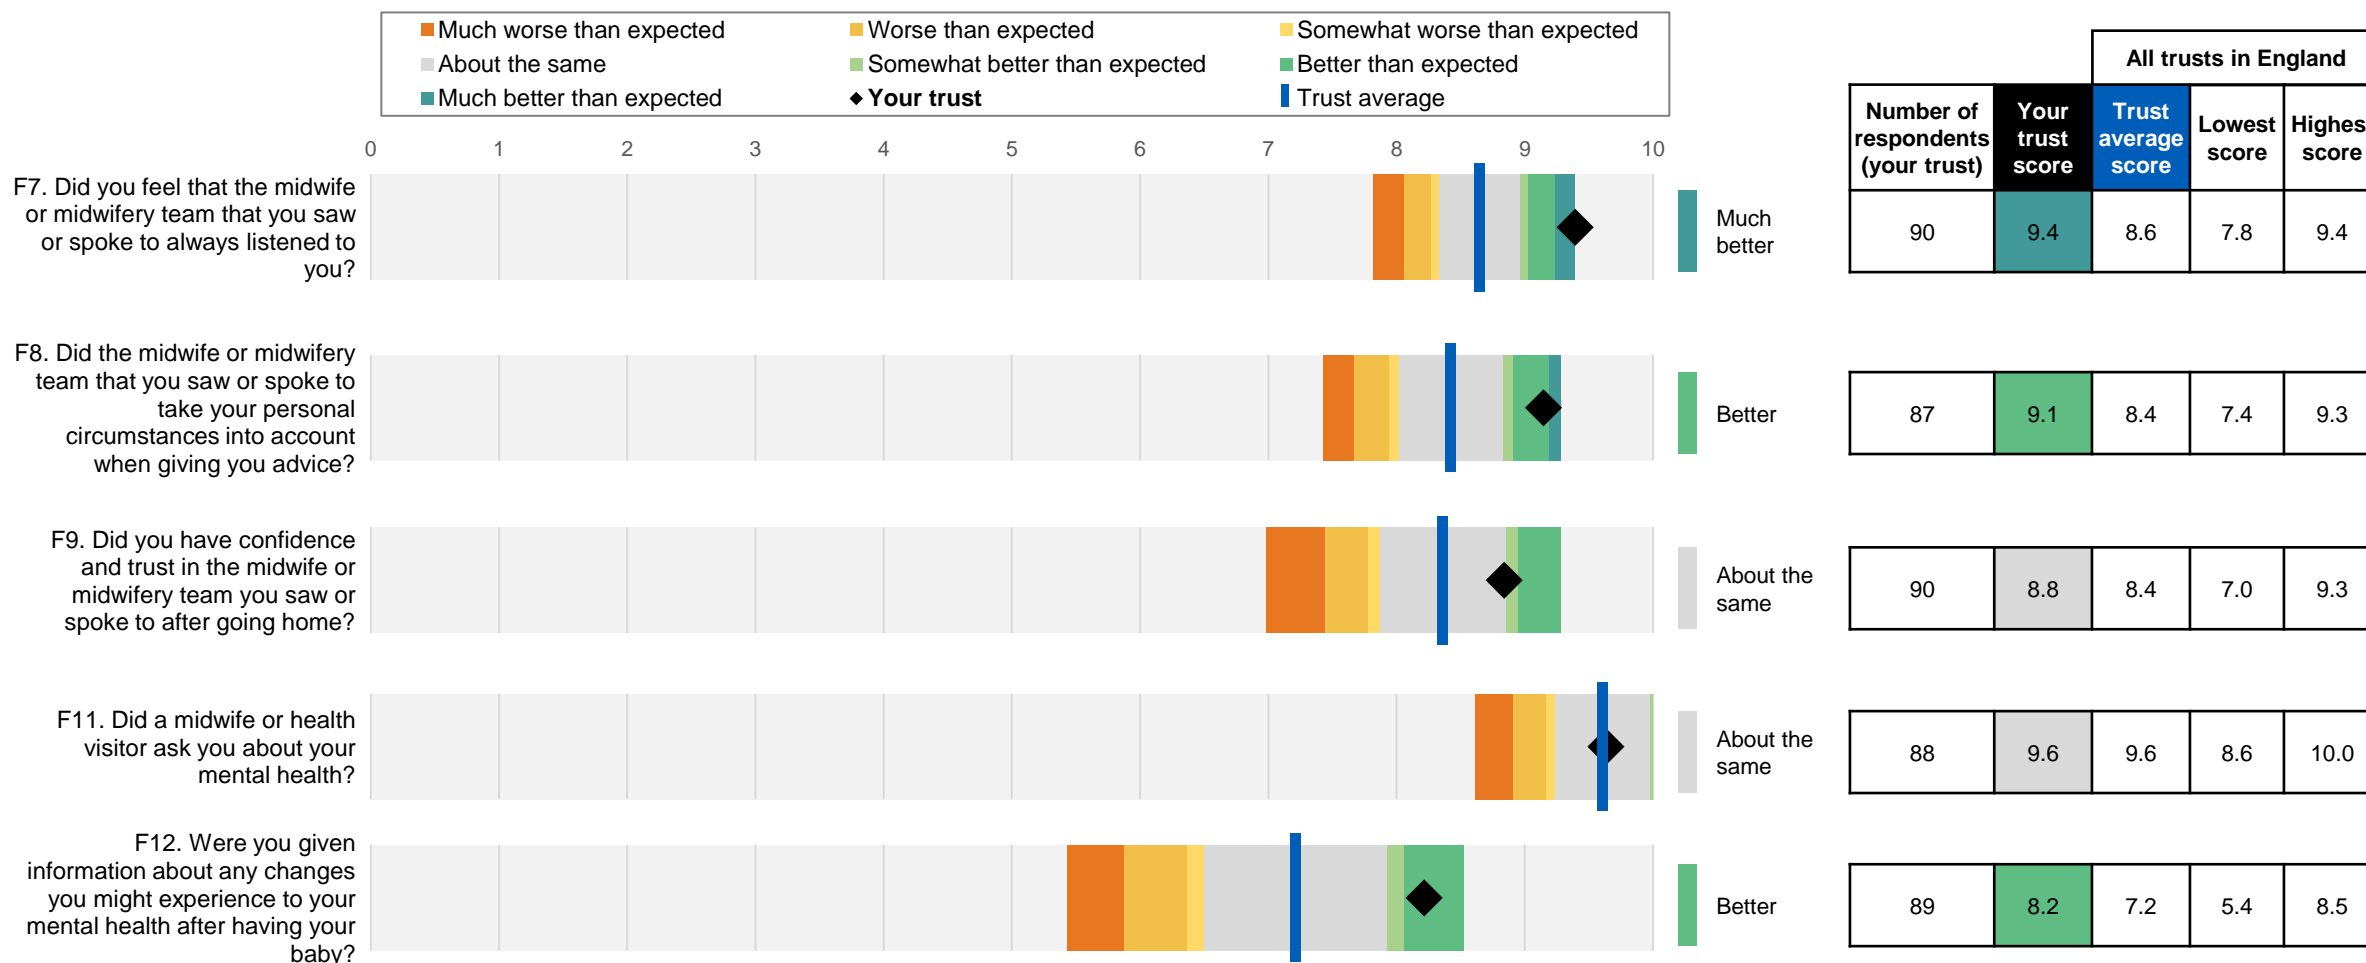 Much worse than expected
Worse than expected
Somewhat worse than expected
About the same
Somewhat better than expected
Better than expected
Much better than expected
Your trust
Trust average
All trusts in England
Number of respondents (your trust)
Your trust score
Trust average score
Lowest score
Highes score
0 1 2 3 4 5 6 7 8 9 10
F7. Did you feel that the midwife
or midwifery team that you saw
or spoke to always listened to
you?
Much
better
90 9.4 8.6 7.8 9.4
F8. Did the midwife or midwifery
team that you saw or spoke to
take your personal
circumstances into account
when giving you advice?
Better
87 9.1 8.4 7.4 9.3
F9. Did you have confidence
and trust in the midwife or
midwifery team you saw or
spoke to after going home?
About the
same
90 8.8 8.4 7.0 9.3
F11. Did a midwife or health
visitor ask you about your
mental health?
About the
same
88 9.6 9.6 8.6 10.0
F12. Were you given
information about any changes
you might experience to your
mental health after having your
baby?
Better
89 8.2 7.2 5.4 8.5